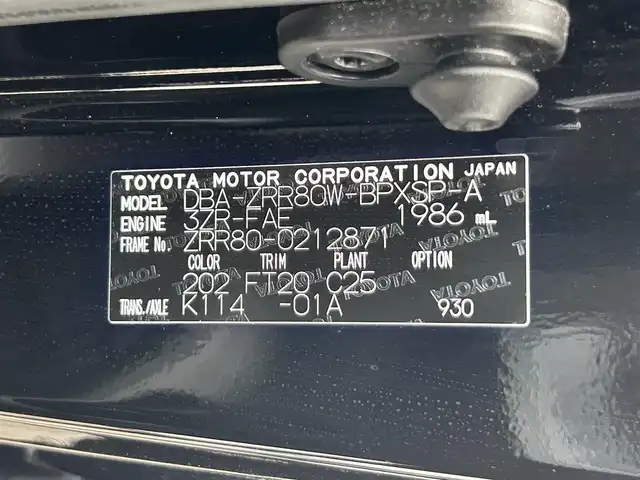 TOYOTA MOTOR CORPORATION JAPAN
MODEL DBA-ZRR80W-BPXSP-A
ENGINE 3ZR-FAE 1986 mL
FRAME No. ZRR80-0212871
COLOR TRIM PLANT OPTION
202 FT20 C25
TRANS./AXLE K114 -01A 930